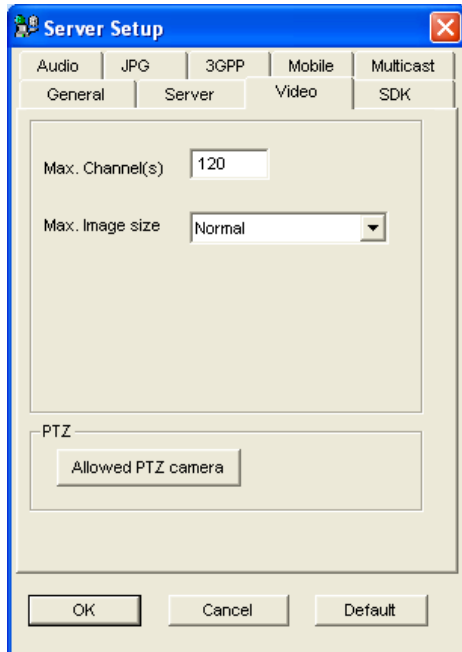 Server Setup
Audio JPG 3GPP Mobile Multicast
General Server Video SDK
Max. Channel(s) 120
Max. Image size Normal
PTZ
Allowed PTZ camera
OK Cancel Default